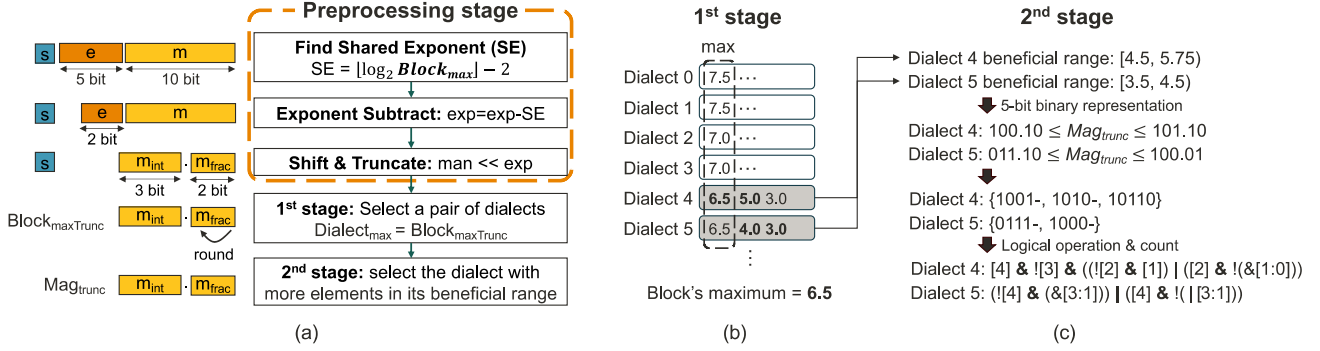 Preprocessing stage
s e m
5 bit 10 bit
Find Shared Exponent (SE)
SE = ⌊log₂ Block_max⌋ − 2
s e m
2 bit
Exponent Subtract: exp=exp-SE
s m_int . m_frac
3 bit 2 bit
Shift & Truncate: man << exp
Block_maxTrunc m_int . m_frac
round
1st stage: Select a pair of dialects
Dialect_max = Block_maxTrunc
Mag_trunc m_int . m_frac
2nd stage: select the dialect with
more elements in its beneficial range
(a)
1st stage
max
Dialect 0 7.5 ···
Dialect 1 7.5 ···
Dialect 2 7.0 ···
Dialect 3 7.0 ···
Dialect 4 6.5 5.0 3.0
Dialect 5 6.5 4.0 3.0
⋮
Block's maximum = 6.5
(b)
2nd stage
Dialect 4 beneficial range: [4.5, 5.75)
Dialect 5 beneficial range: [3.5, 4.5)
5-bit binary representation
Dialect 4: 100.10 ≤ Mag_trunc ≤ 101.10
Dialect 5: 011.10 ≤ Mag_trunc ≤ 100.01
Dialect 4: {1001-, 1010-, 10110}
Dialect 5: {0111-, 1000-}
Logical operation & count
Dialect 4: [4] & ![3] & ((![2] & [1]) | ([2] & !(&[1:0]))
Dialect 5: (![4] & (&[3:1])) | ([4] & !( | [3:1]))
(c)